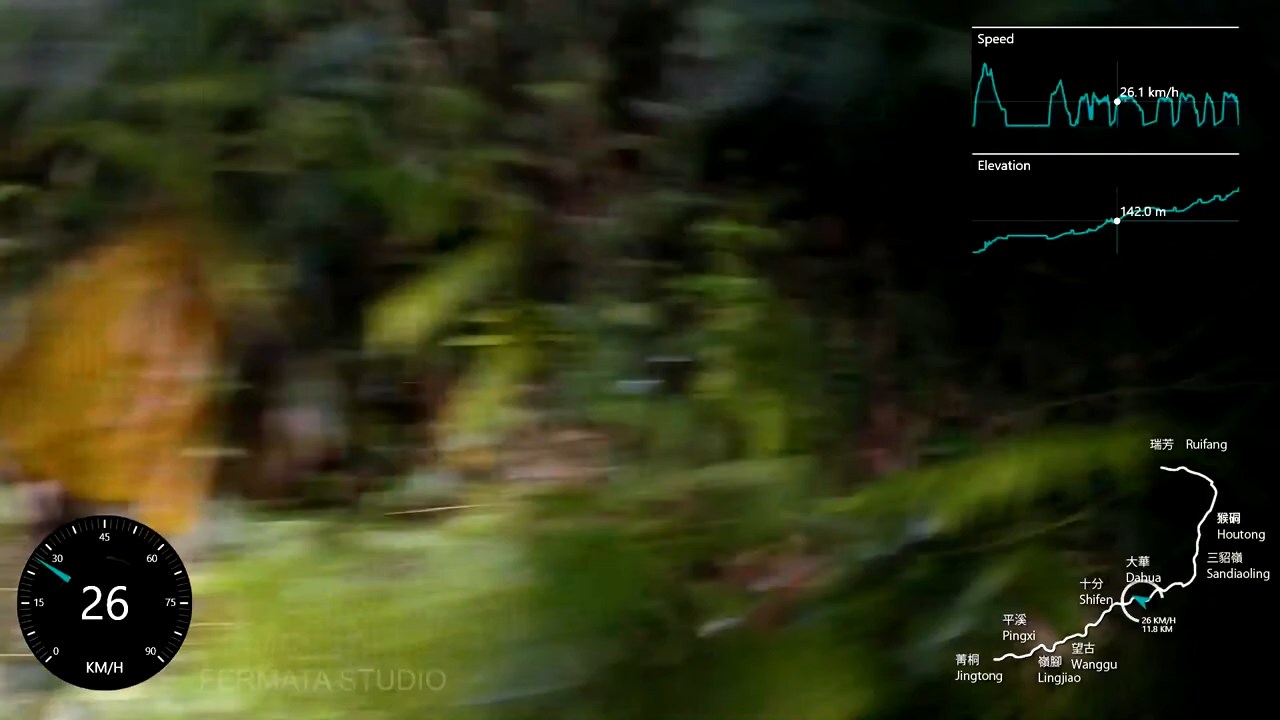 Speed
26.1 km/h
Elevation
142.0 m
瑞芳 Ruifang
猴硐
Houtong
三貂嶺
Sandiaoling
大華
Dahua
十分
Shifen
26 KM/H
11.8 KM
平溪
Pingxi
望古
Wanggu
菁桐
Jingtong
嶺腳
Lingjiao
45
30
60
15
26
75
0
90
KM/H
FERMATA STUDIO